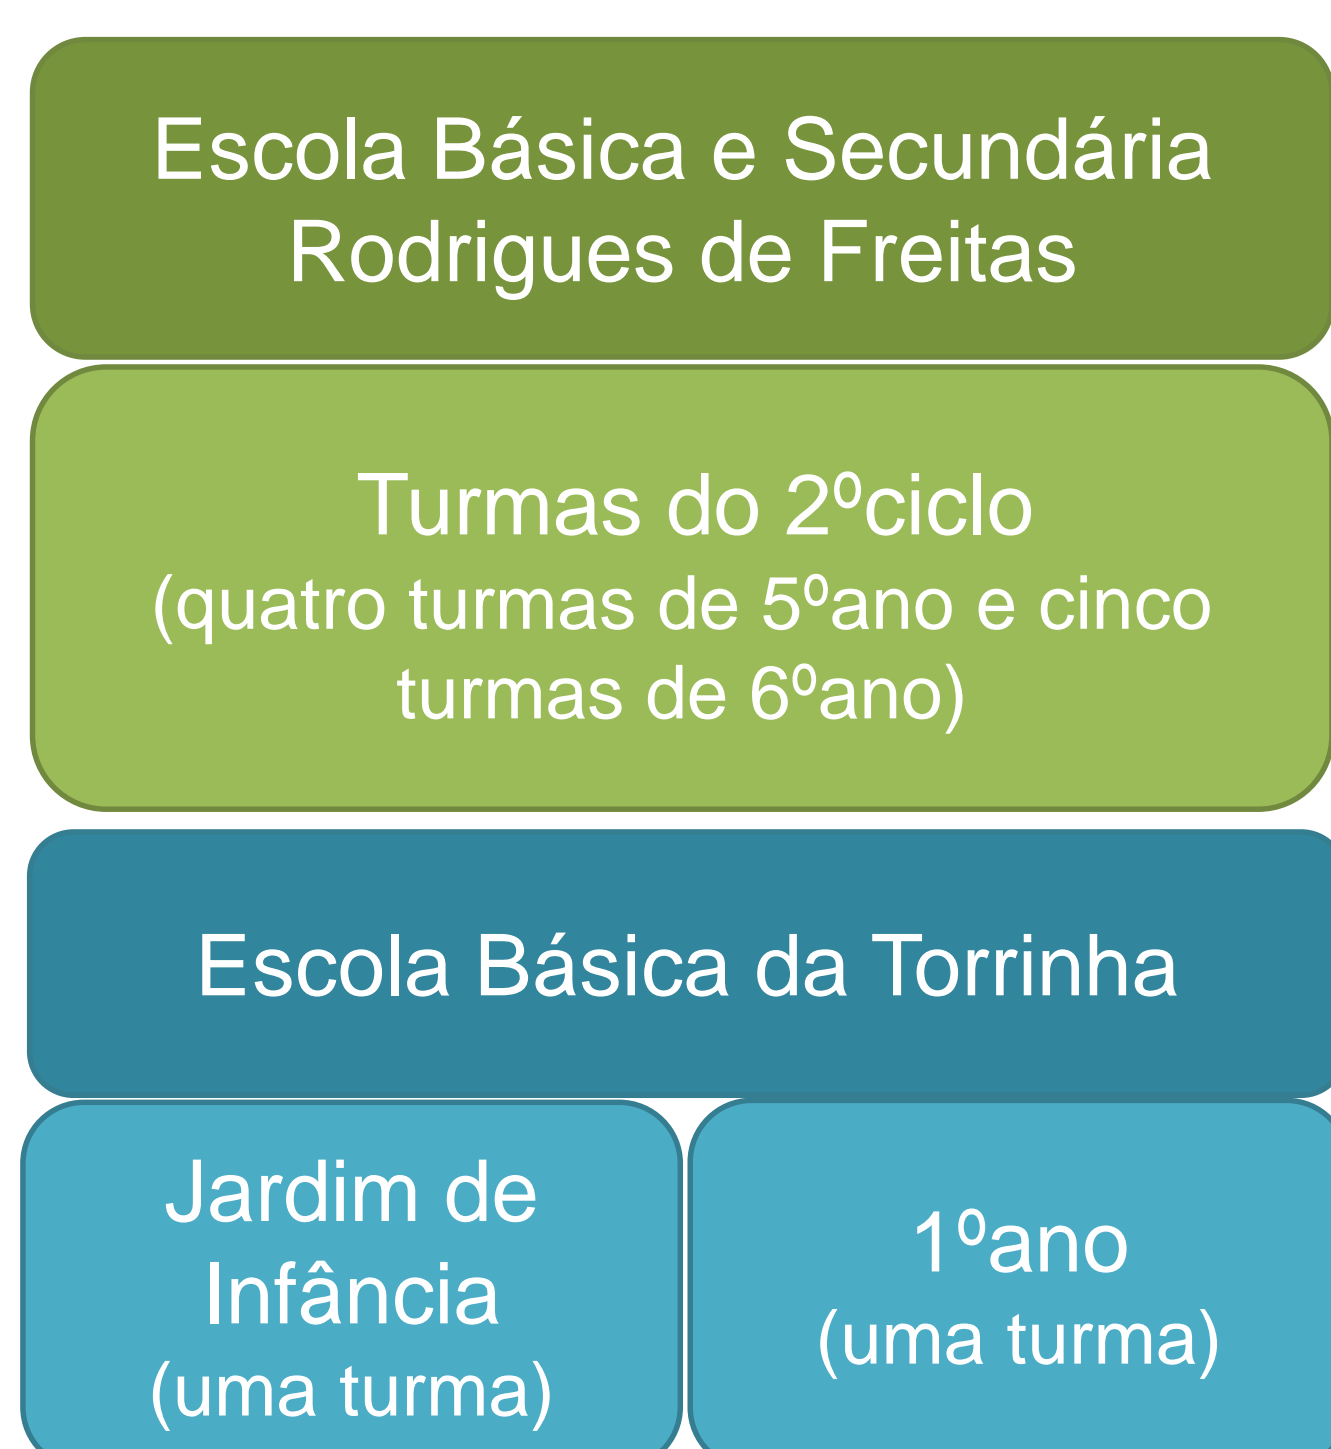 Escola Básica e Secundária
Rodrigues de Freitas
Turmas do 2ºciclo
(quatro turmas de 5ºano e cinco
turmas de 6ºano)
Escola Básica da Torrinha
Jardim de
Infância
(uma turma)
1ºano
(uma turma)